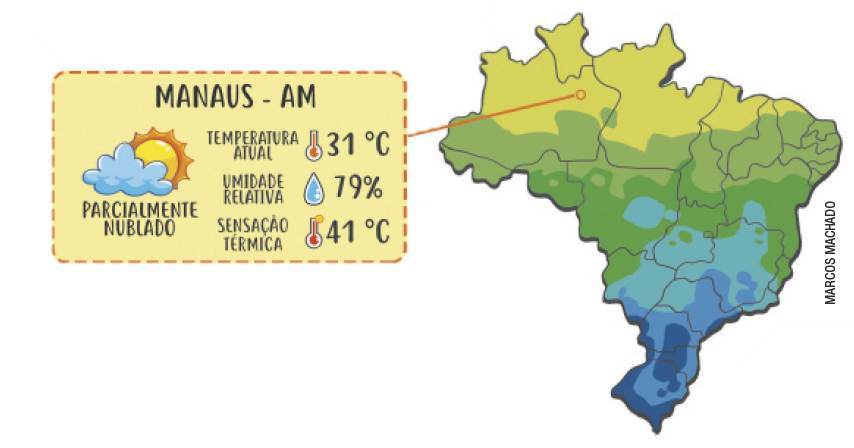 MANAUS - AM
TEMPERATURA
ATUAL
31 °C
UMIDADE
RELATIVA
79%
SENSAÇÃO
TÉRMICA
41 °C
PARCIALMENTE
NUBLADO
MARCOS MACHADO